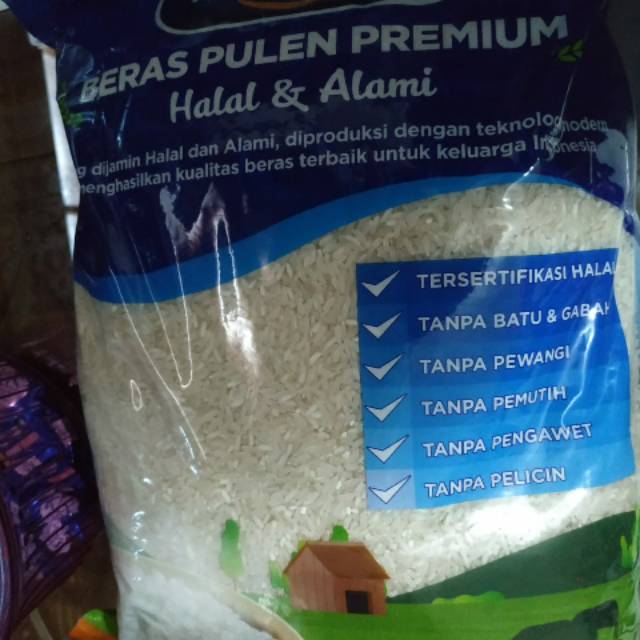 BERAS PULEN PREMIUM
Halal & Alami
dijamin Halal dan Alami, diproduksi dengan teknologi modern
menghasilkan kualitas beras terbaik untuk keluarga Indonesia
TERSERTIFIKASI HALAL
TANPA BATU & GABAH
TANPA PEWANGI
TANPA PEMUTIH
TANPA PENGAWET
TANPA PELICIN